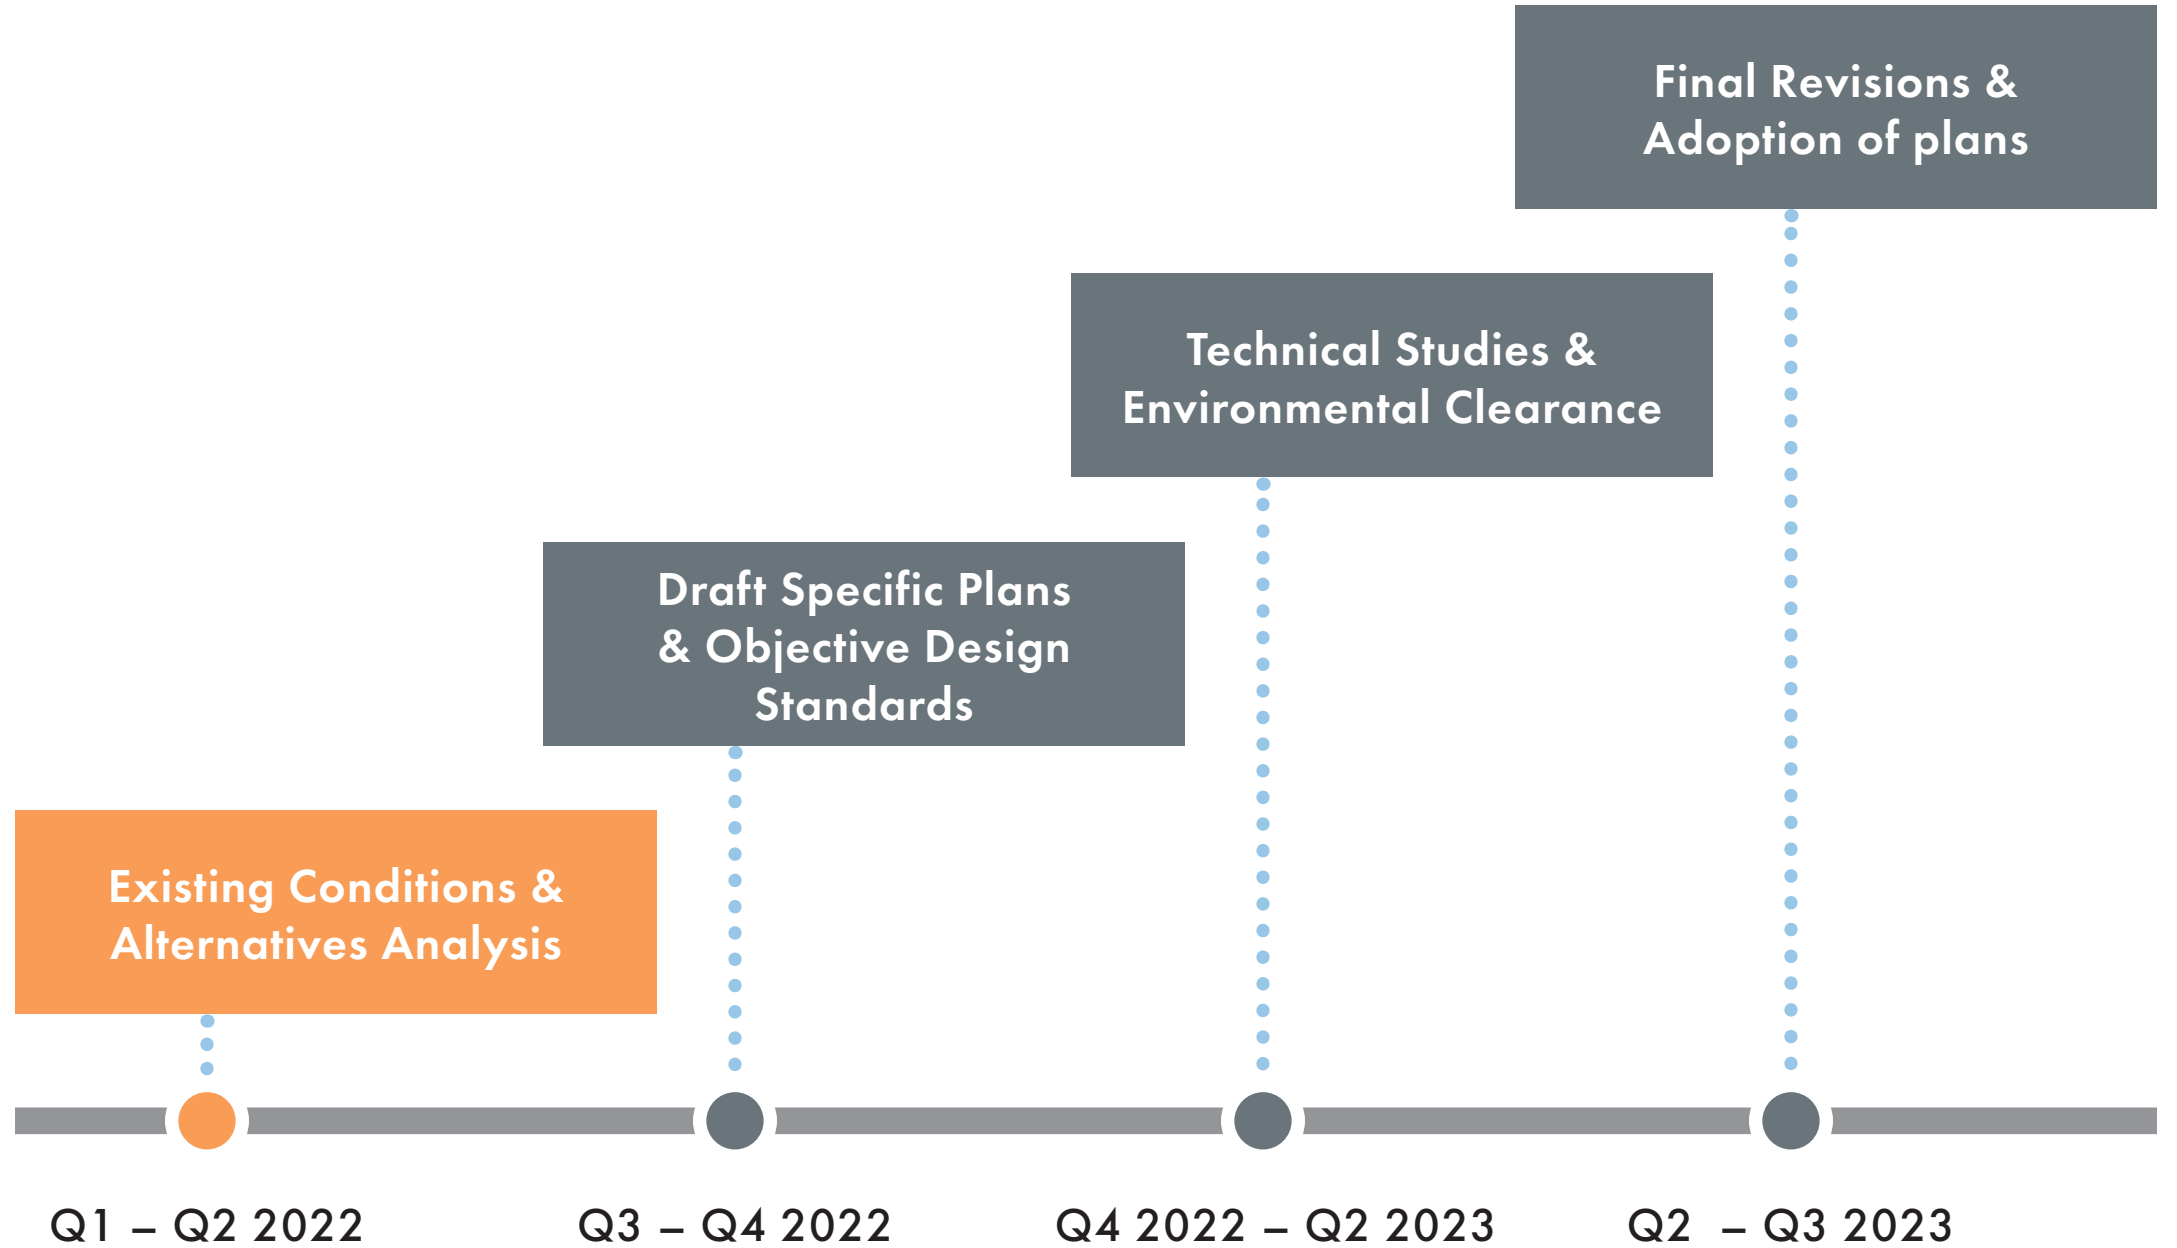 Final Revisions &
Adoption of plans
Technical Studies &
Environmental Clearance
Draft Specific Plans
& Objective Design
Standards
Existing Conditions &
Alternatives Analysis
Q1 – Q2 2022
Q3 – Q4 2022
Q4 2022 – Q2 2023
Q2 – Q3 2023